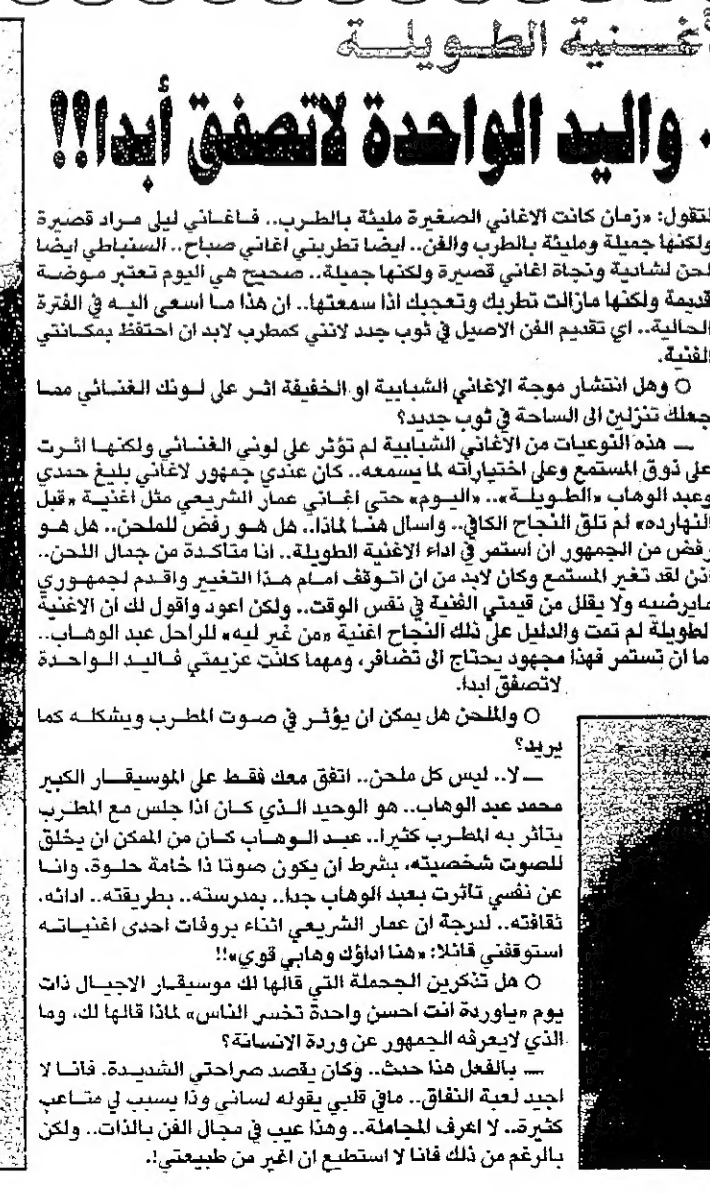 أغنية الطويلة
. واليد الواحدة لاتصفق أبدا!!
لتقول: «زمان كانت الاغاني الصغيرة مليئة بالطرب.. فاغاني ليلى مراد قصيرة
ولكنها جميلة ومليئة بالطرب والفن.. ايضا تطربني اغاني صباح.. السنباطي ايضا
لحن لشادية ونجاة اغاني قصيرة ولكنها جميلة.. صحيح هي اليوم تعتبر موضة
قديمة ولكنها مازالت تطربك وتعجبك اذا سمعتها.. ان هذا ما اسعى اليه في الفترة
الحالية.. اي تقديم الفن الاصيل في ثوب جدد لانني كمطرب لابد ان احتفظ بمكانتي
الفنية.
○ وهل انتشار موجة الاغاني الشبابية او الخفيفة اثر على لونك الغنائي مما
جعلك تنزلين الى الساحة في ثوب جديد؟
ـــ هذه النوعيات من الاغاني الشبابية لم تؤثر على لوني الغنائي ولكنها اثرت
على ذوق المستمع وعلى اختياراته لما يسمعه.. كان عندي جمهور لاغاني بليغ حمدي
وعبد الوهاب «الطويلة».. «اليوم» حتى اغاني عمار الشريعي مثل اغنية «قبل
النهارده» لم تلق النجاح الكافي.. واسال هنا لماذا.. هل هو رفض للملحن.. هل هو
رفض من الجمهور ان استمر في اداء الاغنية الطويلة.. انا متاكدة من جمال اللحن..
اذن لقد تغير المستمع وكان لابد من ان اتوقف امام هذا التغيير واقدم لجمهوري
مايرضيه ولا يقلل من قيمتي الفنية في نفس الوقت.. ولكن اعود واقول لك ان الاغنية
لطويلة لم تمت والدليل على ذلك النجاح اغنية «من غير ليه» للراحل عبد الوهاب..
ما ان تستمر فهذا مجهود يحتاج الى تضافر، ومهما كانت عزيمتي فاليد الواحدة
لاتصفق ابدا.
○ والملحن هل يمكن ان يؤثر في صوت المطرب ويشكله كما
يريد؟
ـــ لا.. ليس كل ملحن.. اتفق معك فقط على الموسيقار الكبير
محمد عبد الوهاب.. هو الوحيد الذي كان اذا جلس مع المطرب
يتاثر به المطرب كثيرا.. عبد الوهاب كان من الممكن ان يخلق
للصوت شخصيته، بشرط ان يكون صوتا ذا خامة حلوة، وانا
عن نفسي تاثرت بعبد الوهاب جدا.. بمدرسته.. بطريقته.. ادائه،
ثقافته.. لدرجة ان عمار الشريعي اثناء بروفات احدى اغنياته
استوقفني قائلا: «هنا اداؤك وهابي قوي»!!
○ هل تذكرين الجحملة التي قالها لك موسيقار الاجيال ذات
يوم «ياوردة انت احسن واحدة تخسر الناس» لماذا قالها لك، وما
الذي لايعرفه الجمهور عن وردة الانسانة؟
ـــ بالفعل هذا حدث.. وكان يقصد صراحتي الشديدة. فانا لا
اجيد لعبة النفاق.. مافي قلبي يقوله لساني وذا يسبب لي متاعب
كثيرة.. لا اعرف المجاملة.. وهذا عيب في مجال الفن بالذات.. ولكن
بالرغم من ذلك فانا لا استطيع ان اغير من طبيعتي!.